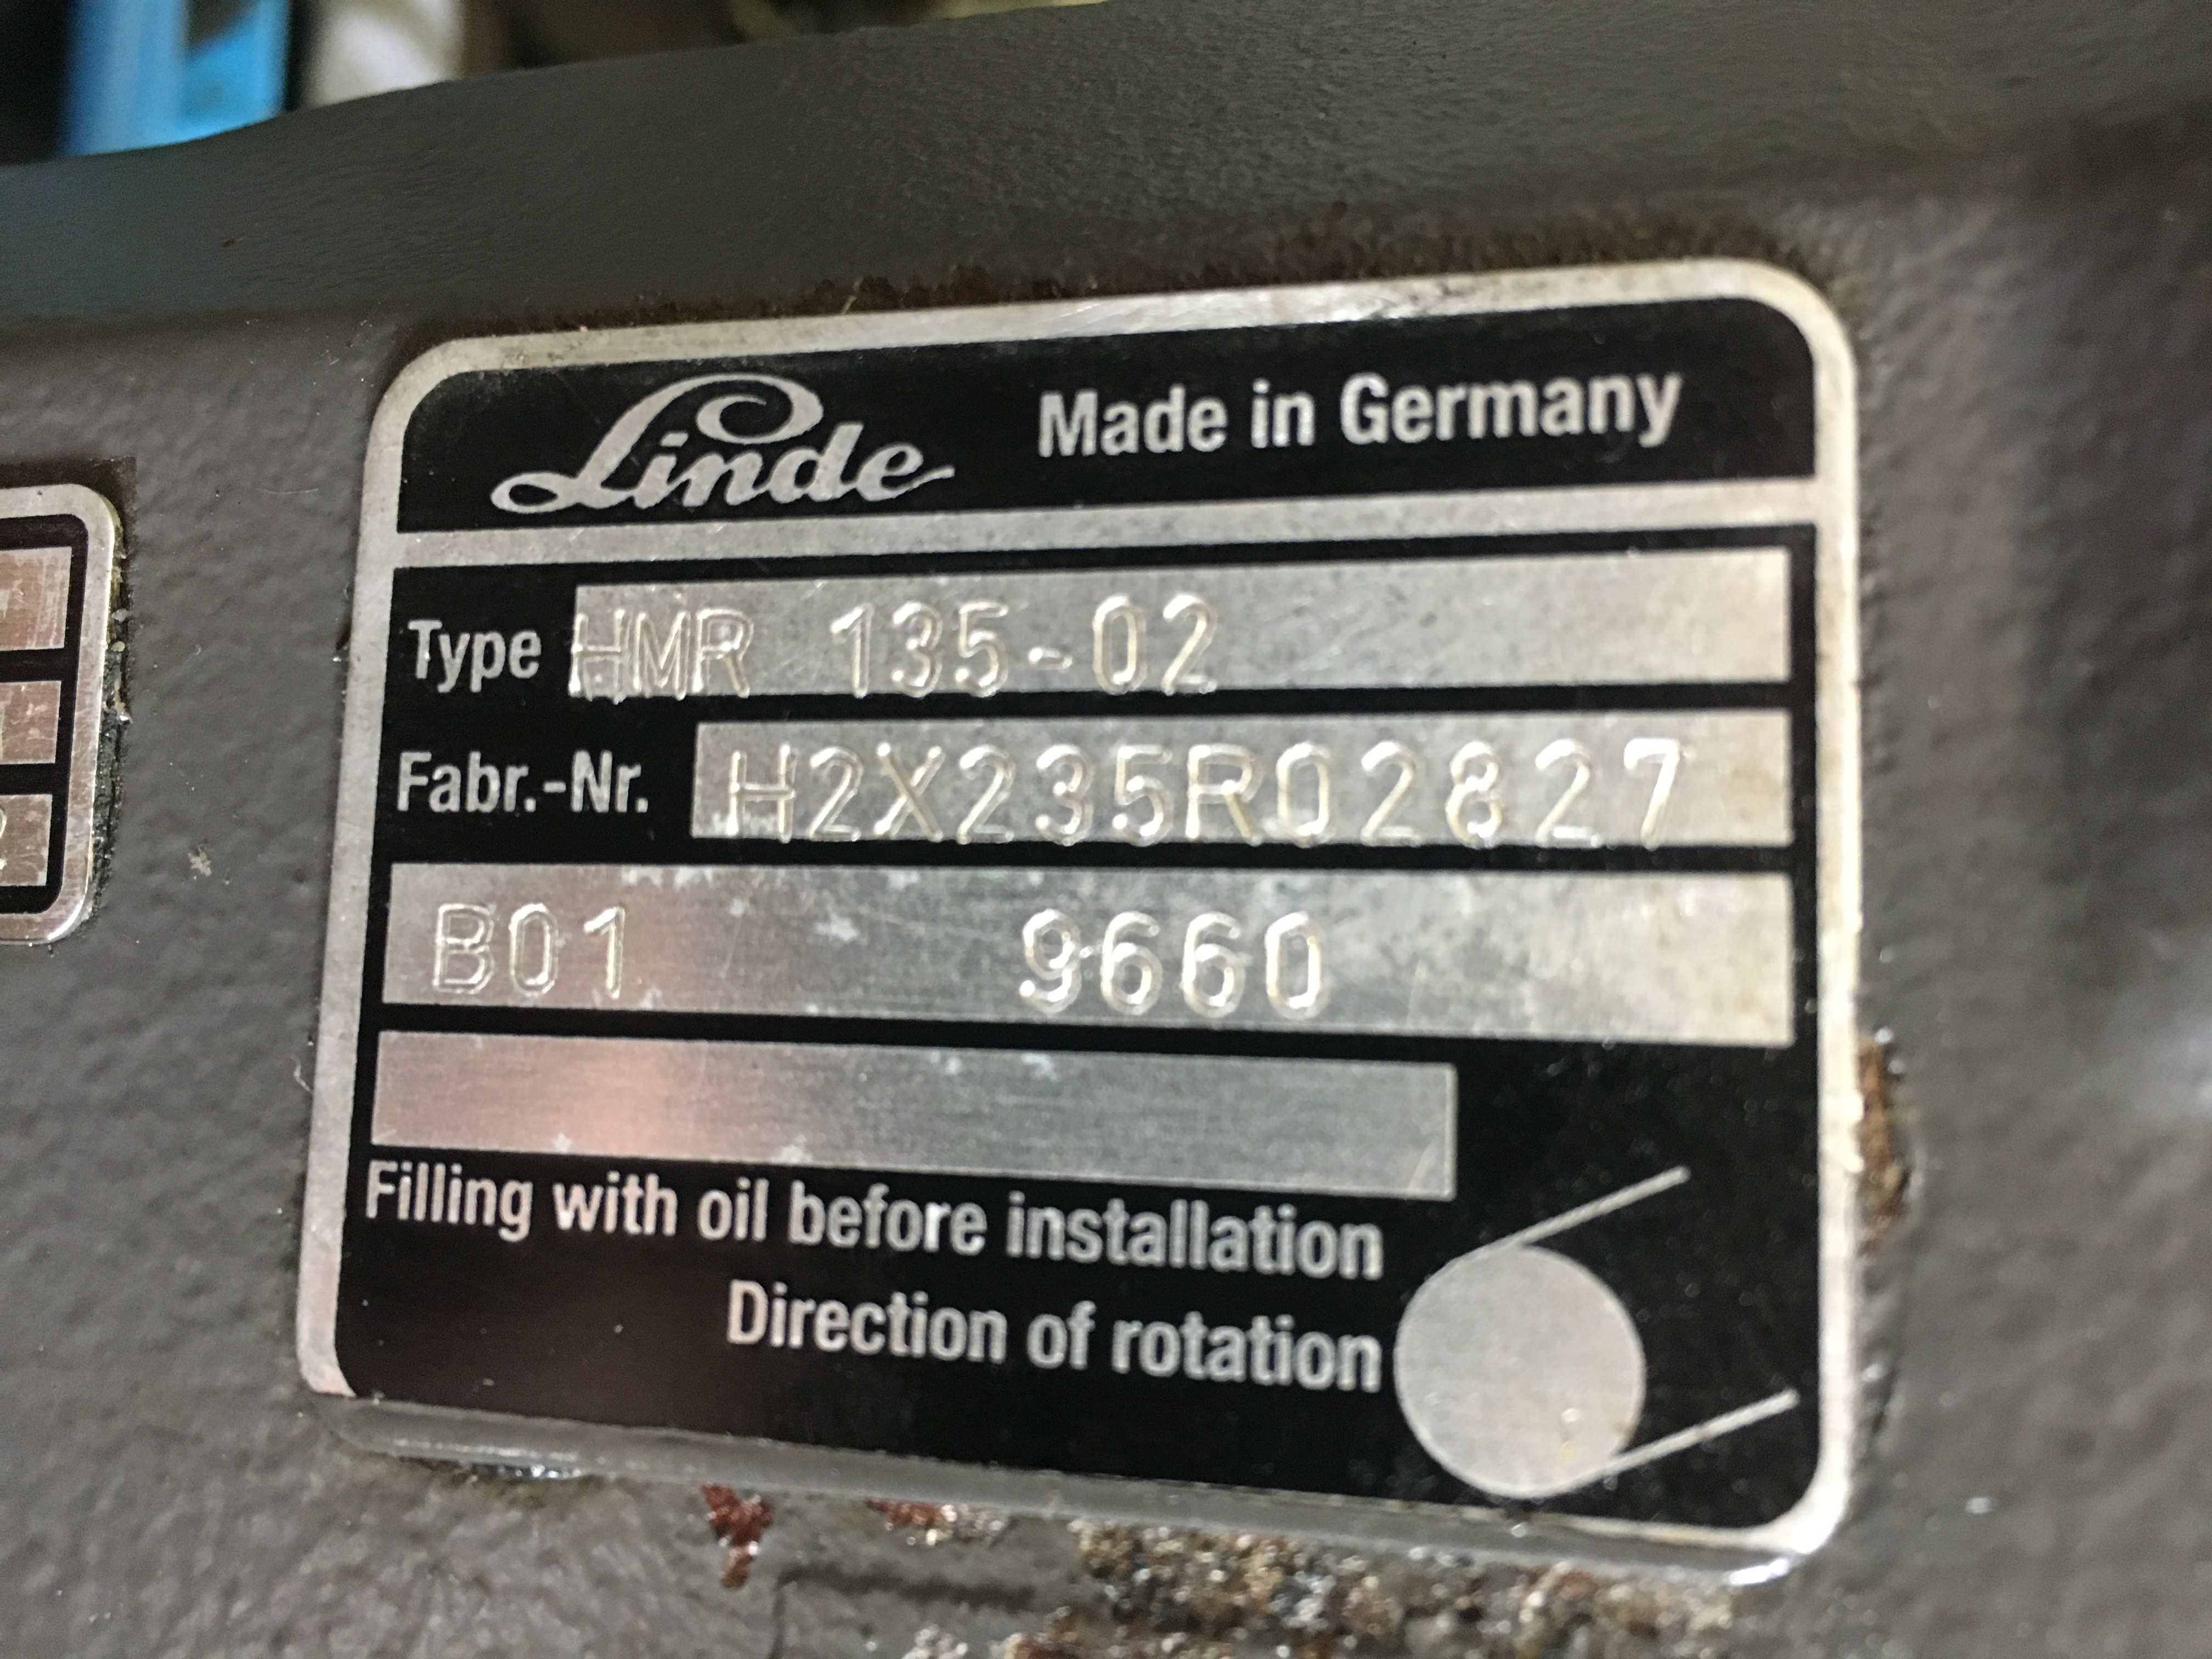 Linde Made in Germany
Type HMR 135-02
Fabr.-Nr. H2X235R02827
B01 9660
Filling with oil before installation
Direction of rotation